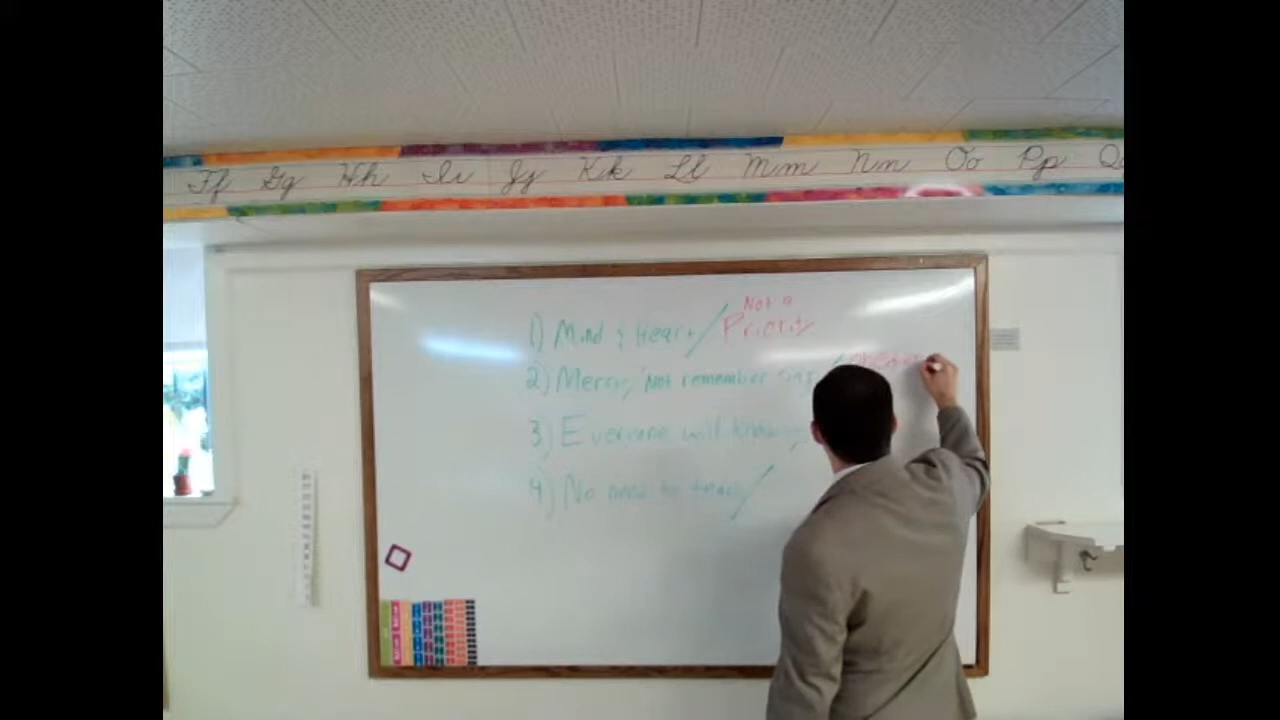 Ff Gg Hh Ii Jj Kk Ll Mm Nn Oo Pp Q
Not a
1) Mind & Heart / Priority
2) Mercy / Not remember sins /
3) Everyone will know
4) No need to teach /